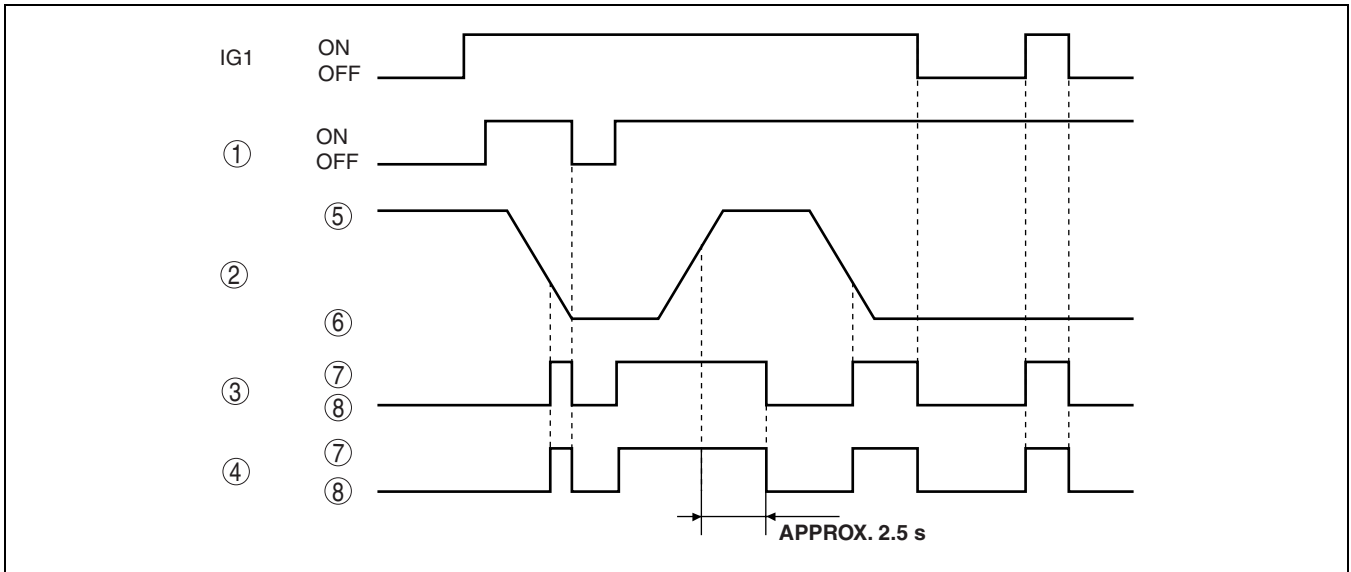 IG1 ON
OFF
① ON
OFF
⑤
②
⑥
③ ⑦
⑧
④ ⑦
⑧
APPROX. 2.5 s